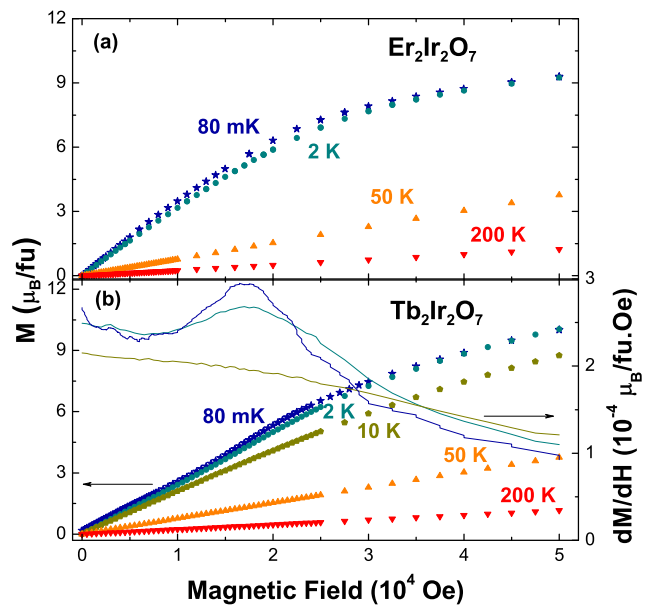 (a)
Er₂Ir₂O₇
12
9
6
3
0
80 mK
2 K
50 K
200 K
M (μ_B/fu)
(b)
Tb₂Ir₂O₇
12
9
6
3
0
3
2
1
0
80 mK
2 K
10 K
50 K
200 K
dM/dH (10⁻⁴ μ_B/fu.Oe)
0 1 2 3 4 5
Magnetic Field (10⁴ Oe)